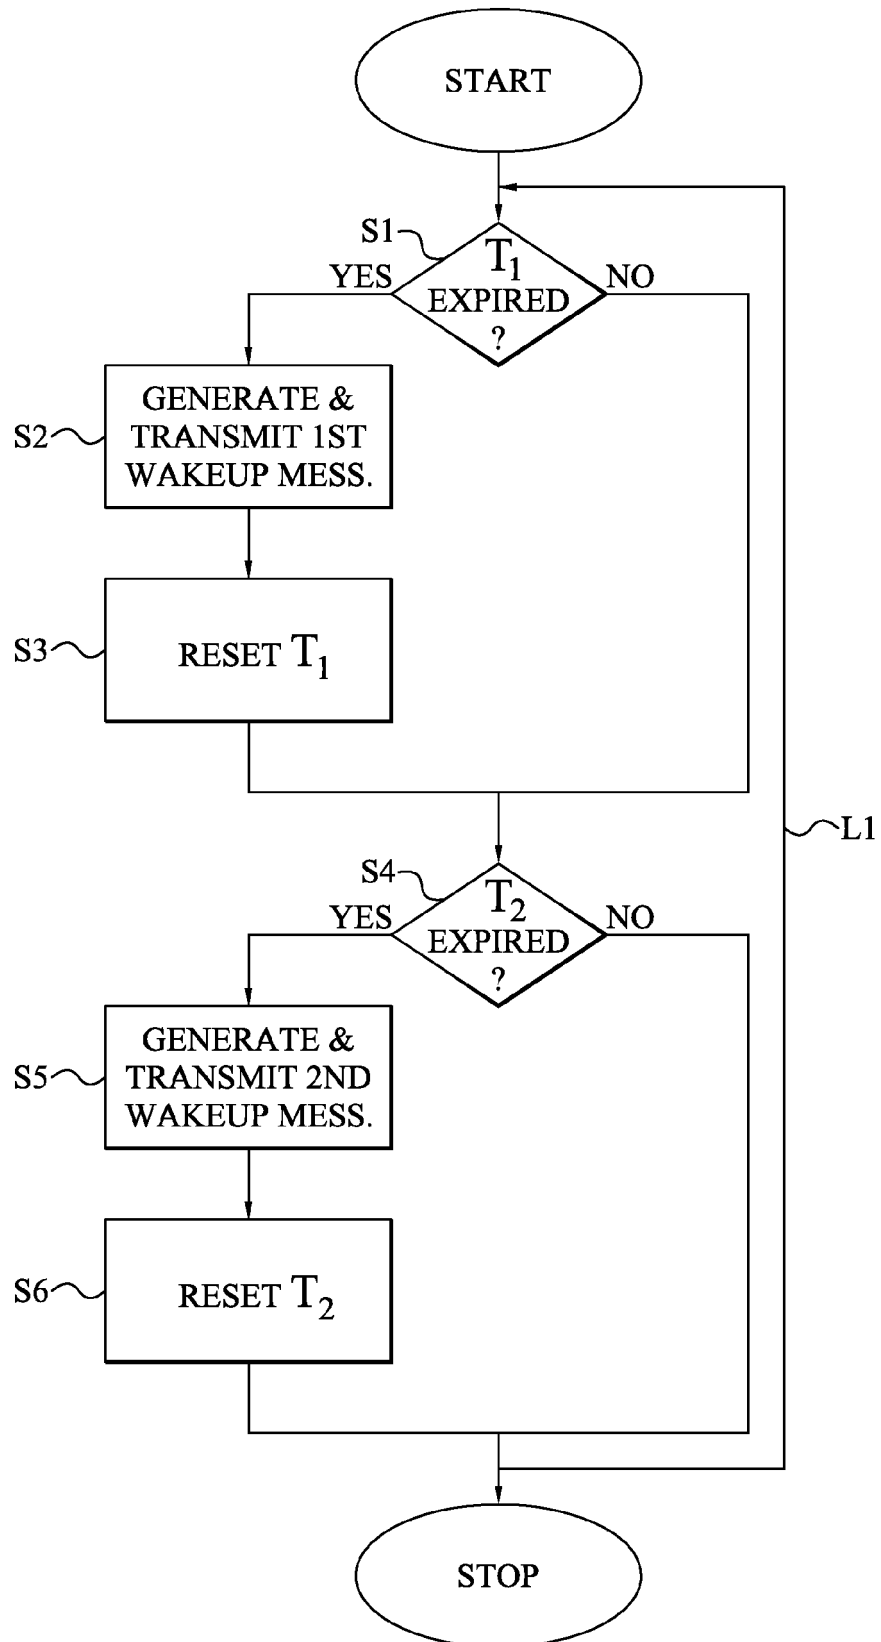 START
S1
T₁
YES
NO
EXPIRED
?
S2
GENERATE &
TRANSMIT 1ST
WAKEUP MESS.
S3
RESET T₁
L1
S4
T₂
YES
NO
EXPIRED
?
S5
GENERATE &
TRANSMIT 2ND
WAKEUP MESS.
S6
RESET T₂
STOP